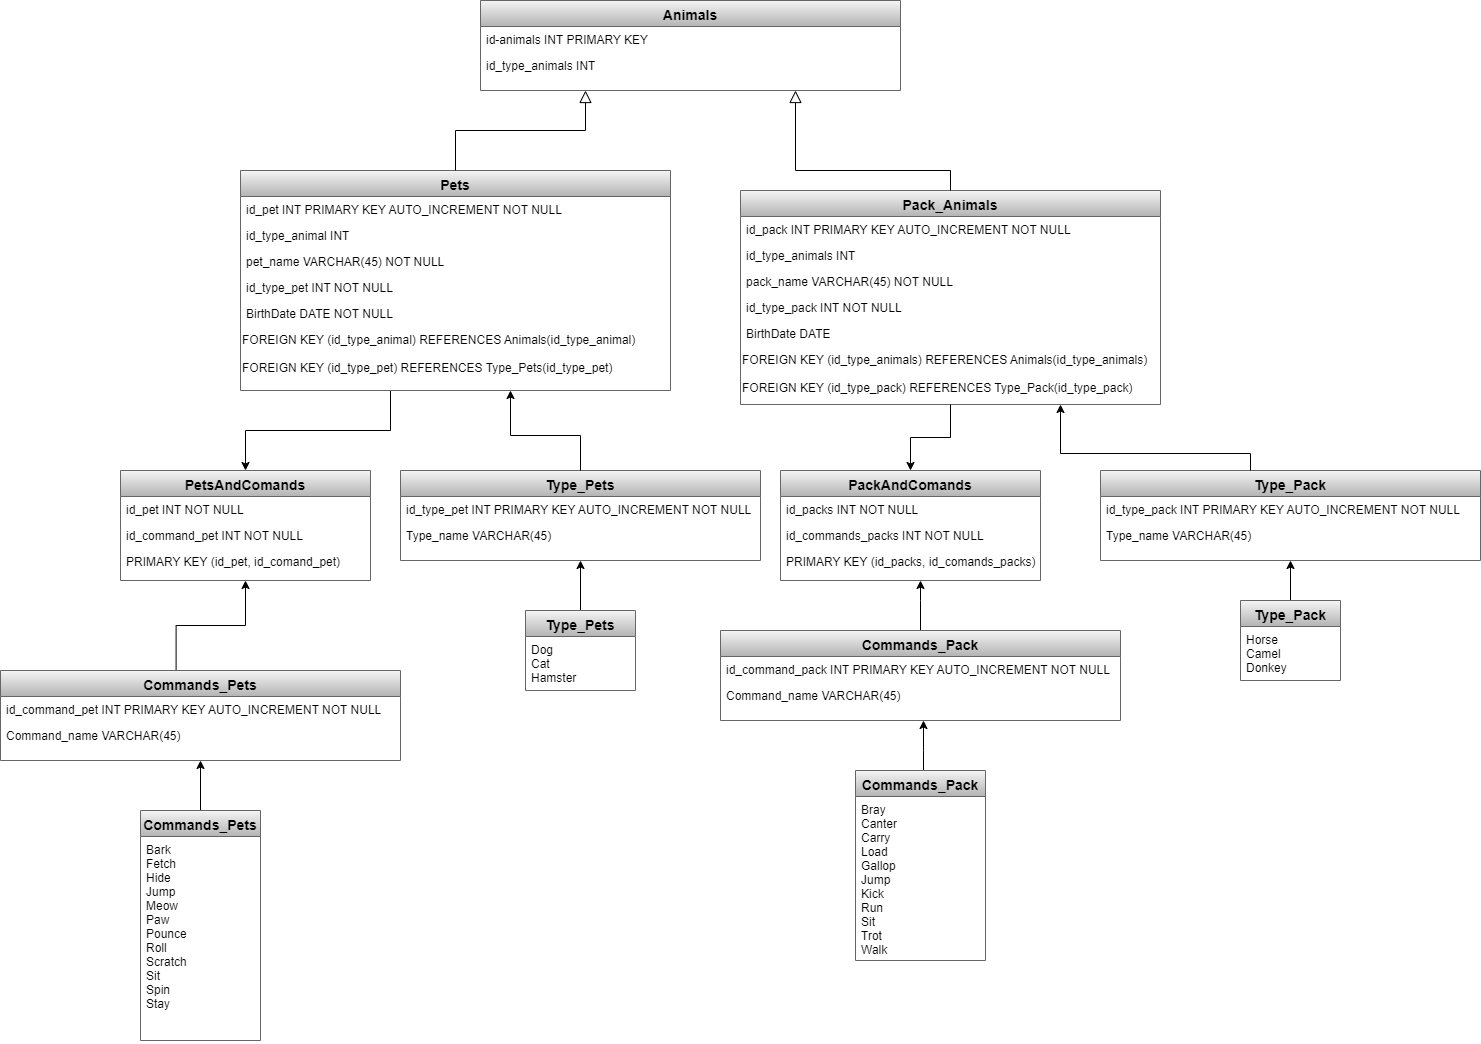 Animals
id-animals INT PRIMARY KEY
id_type_animals INT
Pets
id_pet INT PRIMARY KEY AUTO_INCREMENT NOT NULL
id_type_animal INT
pet_name VARCHAR(45) NOT NULL
id_type_pet INT NOT NULL
BirthDate DATE NOT NULL
FOREIGN KEY (id_type_animal) REFERENCES Animals(id_type_animal)
FOREIGN KEY (id_type_pet) REFERENCES Type_Pets(id_type_pet)
Pack_Animals
id_pack INT PRIMARY KEY AUTO_INCREMENT NOT NULL
id_type_animals INT
pack_name VARCHAR(45) NOT NULL
id_type_pack INT NOT NULL
BirthDate DATE
FOREIGN KEY (id_type_animals) REFERENCES Animals(id_type_animals)
FOREIGN KEY (id_type_pack) REFERENCES Type_Pack(id_type_pack)
PetsAndComands
id_pet INT NOT NULL
id_command_pet INT NOT NULL
PRIMARY KEY (id_pet, id_comand_pet)
Type_Pets
id_type_pet INT PRIMARY KEY AUTO_INCREMENT NOT NULL
Type_name VARCHAR(45)
PackAndComands
id_packs INT NOT NULL
id_commands_packs INT NOT NULL
PRIMARY KEY (id_packs, id_comands_packs)
Type_Pack
id_type_pack INT PRIMARY KEY AUTO_INCREMENT NOT NULL
Type_name VARCHAR(45)
Type_Pets
Dog
Cat
Hamster
Type_Pack
Horse
Camel
Donkey
Commands_Pets
id_command_pet INT PRIMARY KEY AUTO_INCREMENT NOT NULL
Command_name VARCHAR(45)
Commands_Pack
id_command_pack INT PRIMARY KEY AUTO_INCREMENT NOT NULL
Command_name VARCHAR(45)
Commands_Pets
Bark
Fetch
Hide
Jump
Meow
Paw
Pounce
Roll
Scratch
Sit
Spin
Stay
Commands_Pack
Bray
Canter
Carry
Load
Gallop
Jump
Kick
Run
Sit
Trot
Walk